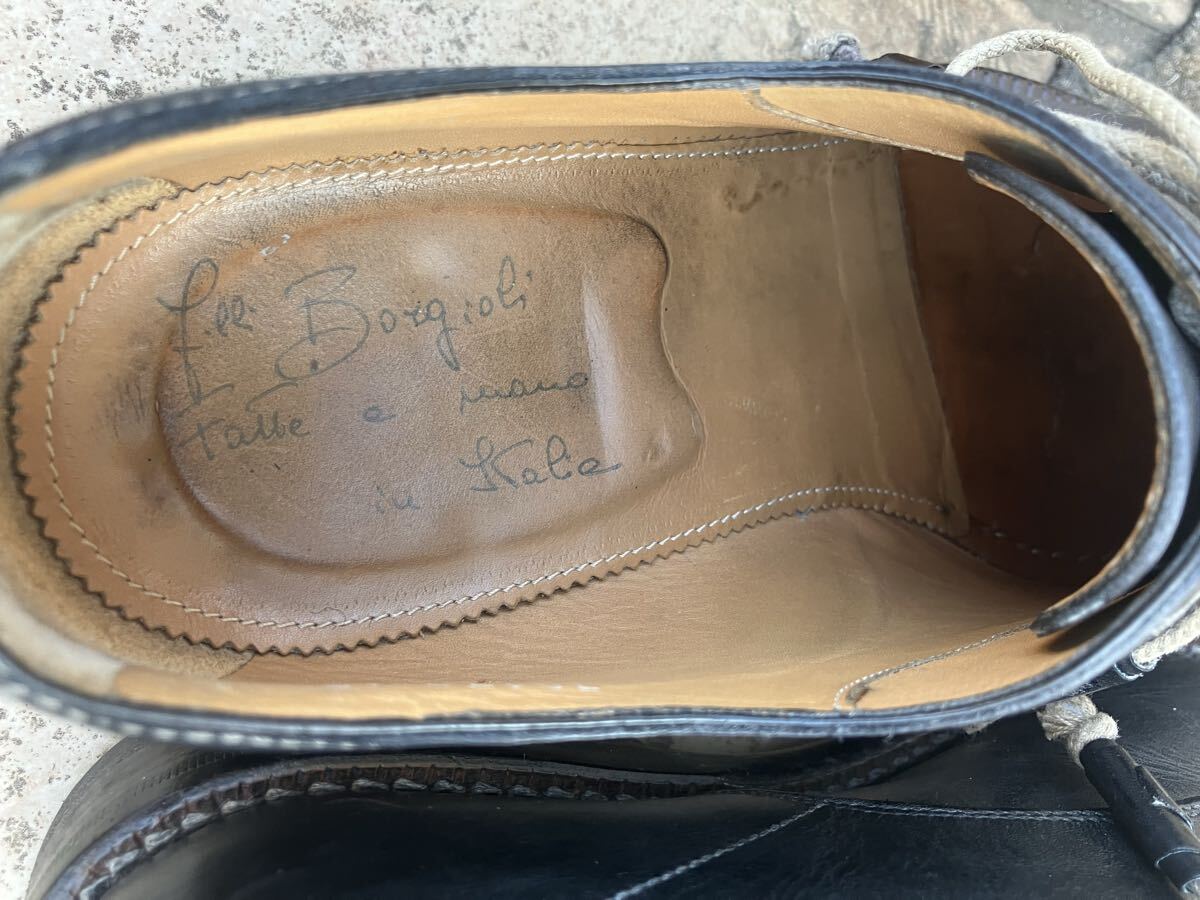 F.lli Borgioli
fatte a mano
in Italia